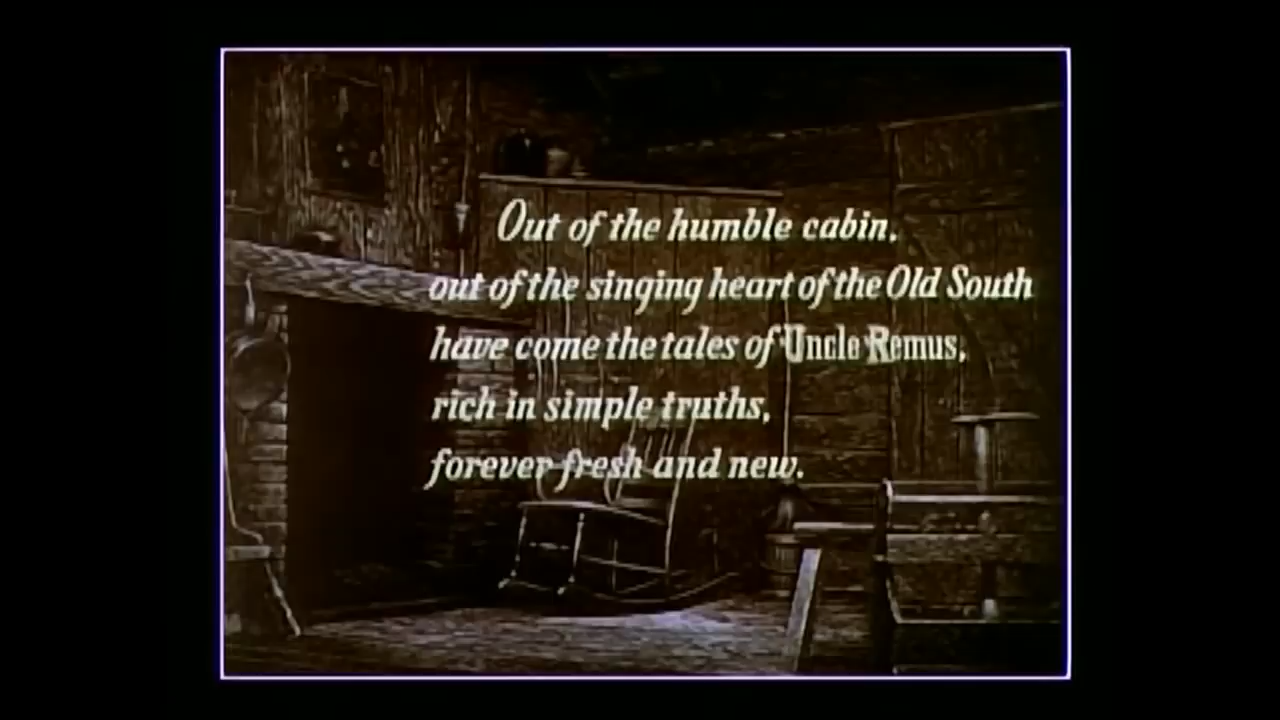 Out of the humble cabin,
out of the singing heart of the Old South
have come the tales of Uncle Remus,
rich in simple truths,
forever fresh and new.